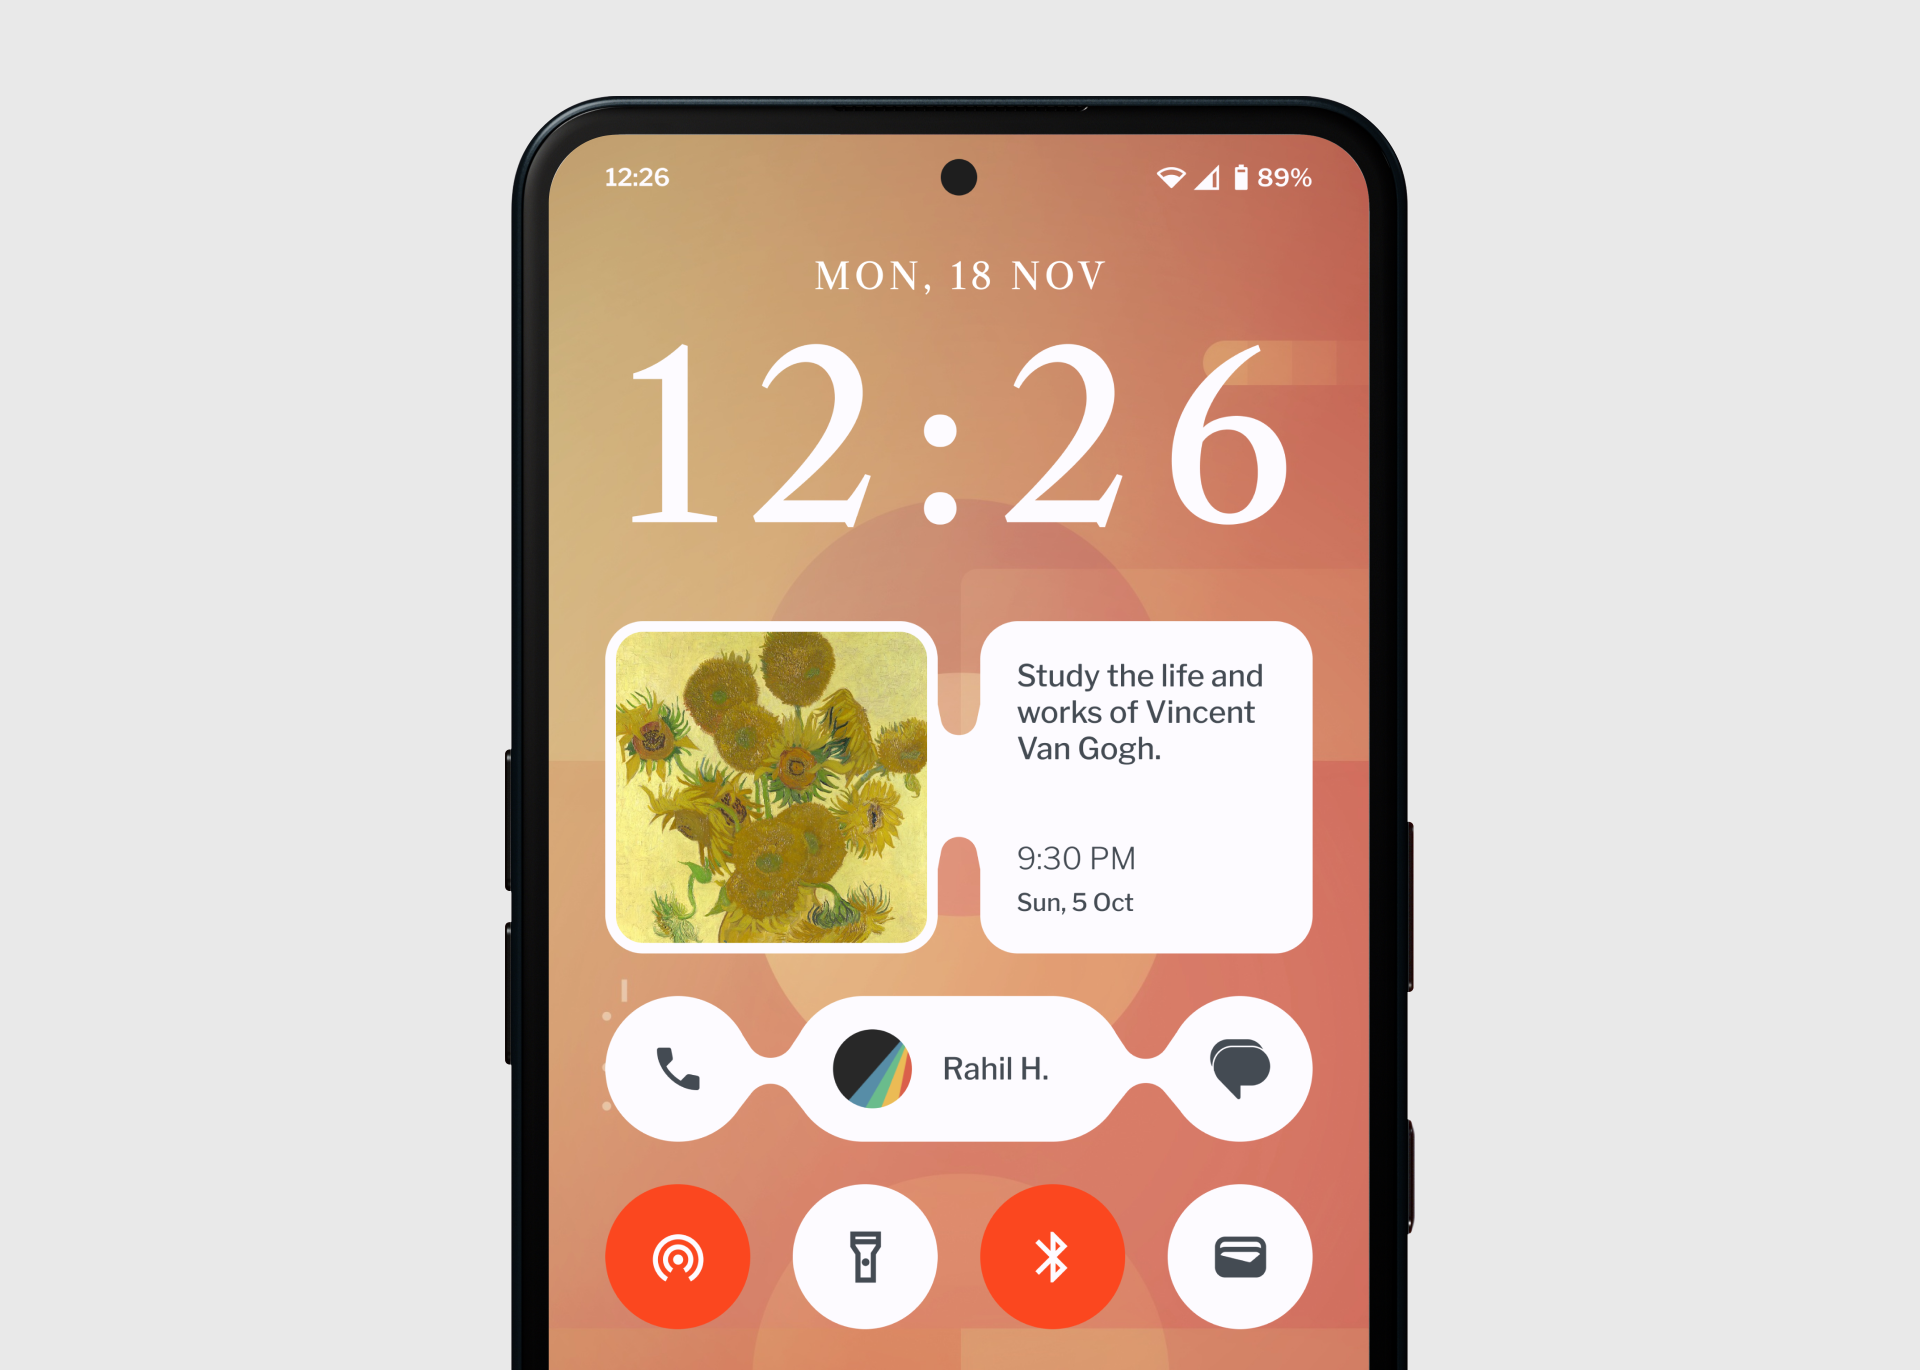 12:26
89%
MON, 18 NOV
12:26
Study the life and
works of Vincent
Van Gogh.
9:30 PM
Sun, 5 Oct
Rahil H.